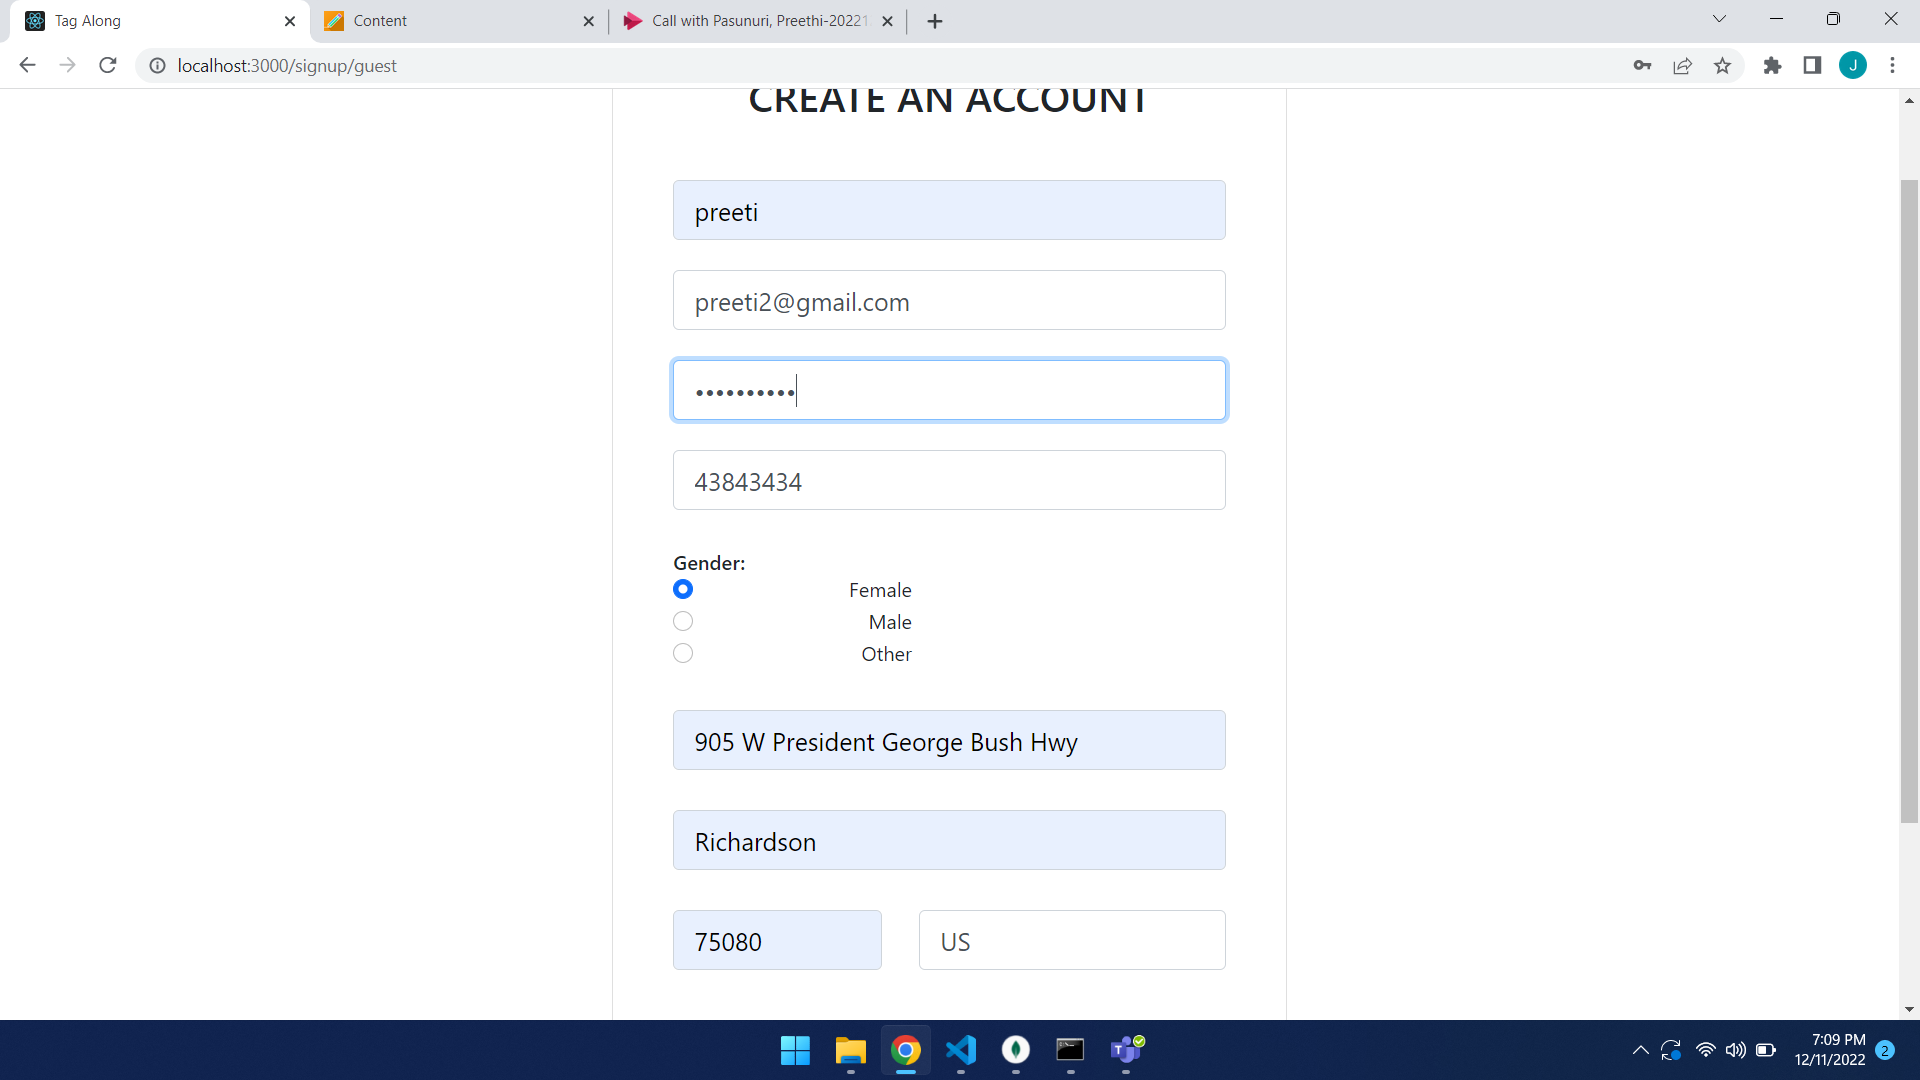 Tag Along
Content
Call with Pasunuri, Preethi-20221
localhost:3000/signup/guest
J
CREATE AN ACCOUNT
preeti
preeti2@gmail.com
••••••••••
43843434
Gender:
Female
Male
Other
905 W President George Bush Hwy
Richardson
75080
US
7:09 PM
12/11/2022
2